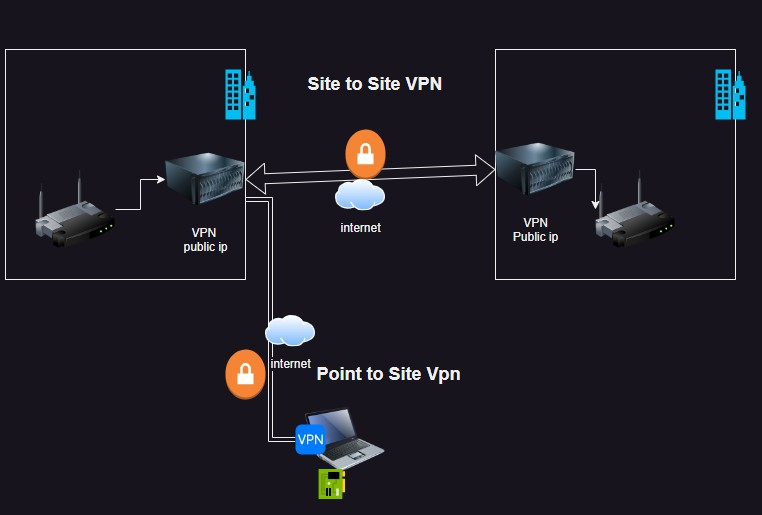 Site to Site VPN
internet
VPN
public ip
VPN
Public ip
internet
Point to Site Vpn
VPN